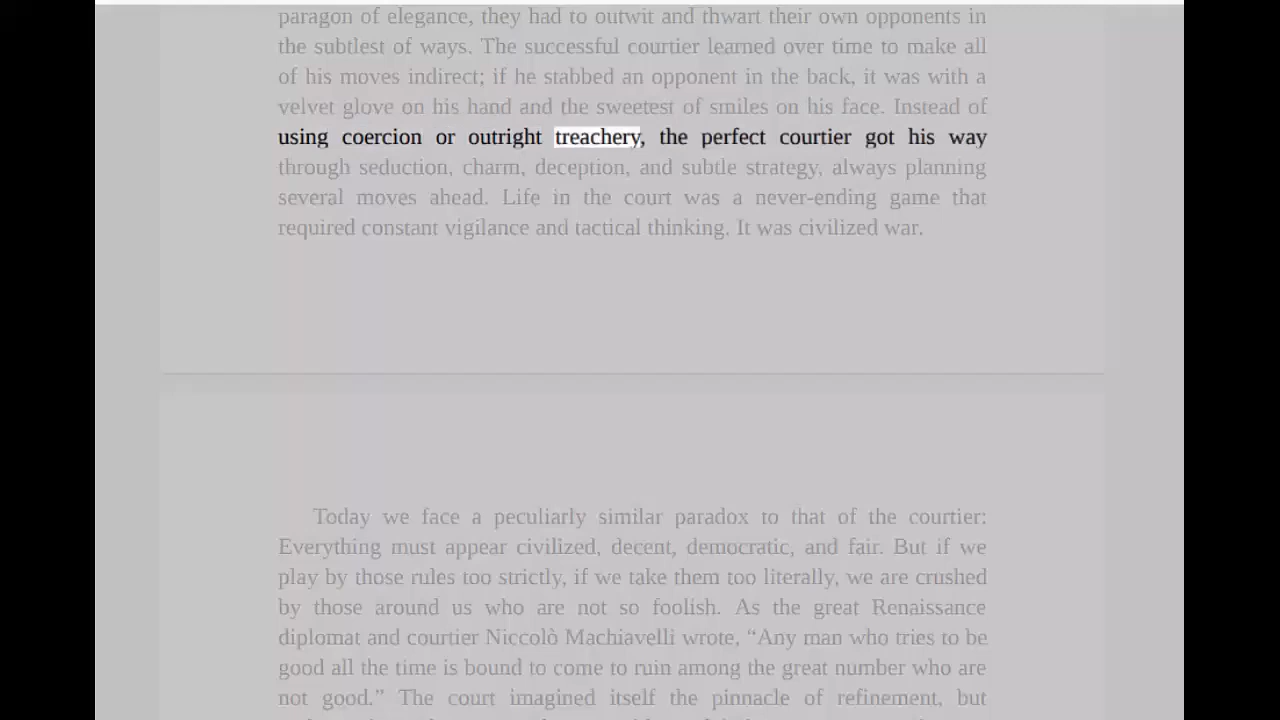 paragon of elegance, they had to outwit and thwart their own opponents in
the subtlest of ways. The successful courtier learned over time to make all
of his moves indirect; if he stabbed an opponent in the back, it was with a
velvet glove on his hand and the sweetest of smiles on his face. Instead of
using coercion or outright treachery, the perfect courtier got his way
through seduction, charm, deception, and subtle strategy, always planning
several moves ahead. Life in the court was a never-ending game that
required constant vigilance and tactical thinking. It was civilized war.
Today we face a peculiarly similar paradox to that of the courtier:
Everything must appear civilized, decent, democratic, and fair. But if we
play by those rules too strictly, if we take them too literally, we are crushed
by those around us who are not so foolish. As the great Renaissance
diplomat and courtier Niccolò Machiavelli wrote, “Any man who tries to be
good all the time is bound to come to ruin among the great number who are
not good.” The court imagined itself the pinnacle of refinement, but